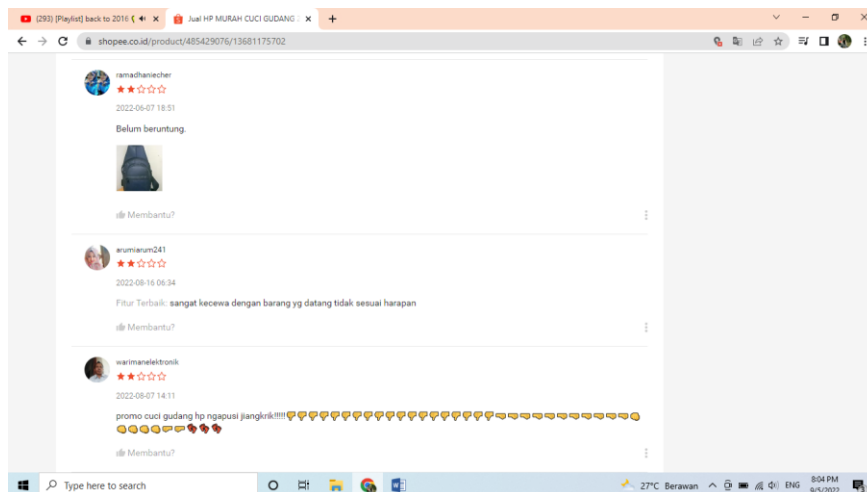 (293) [Playlist] back to 2016
Jual HP MURAH CUCI GUDANG
shopee.co.id/product/485429076/13681175702
ramadhaniecher
2022-06-07 18:51
Belum beruntung.
Membantu?
arumiarum241
2022-08-16 06:34
Fitur Terbaik: sangat kecewa dengan barang yg datang tidak sesuai harapan
Membantu?
warimanelektronik
2022-08-07 14:11
promo cuci gudang hp ngapusi jiangkrik!!!!!
Membantu?
Type here to search
27°C Berawan
ENG
8:04 PM
9/5/2022